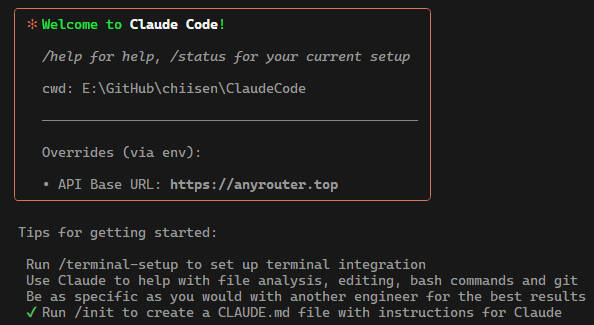 ✻ Welcome to Claude Code!
/help for help, /status for your current setup
cwd: E:\GitHub\chiisen\ClaudeCode
Overrides (via env):
• API Base URL: https://anyrouter.top
Tips for getting started:
Run /terminal-setup to set up terminal integration
Use Claude to help with file analysis, editing, bash commands and git
Be as specific as you would with another engineer for the best results
✓ Run /init to create a CLAUDE.md file with instructions for Claude